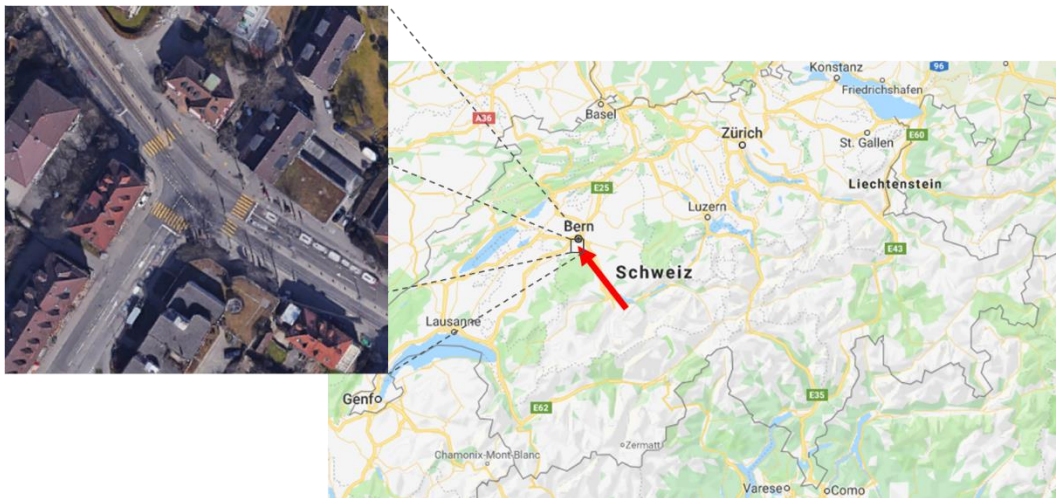 Konstanz
96
Friedrichshafen
Basel
A36
Zürich
E60
St. Gallen
E25
Liechtenstein
Luzern
Bern
E43
Schweiz
Lausanne
E35
Genf
E62
Zermatt
Chamonix-Mont-Blanc
Varese
Como